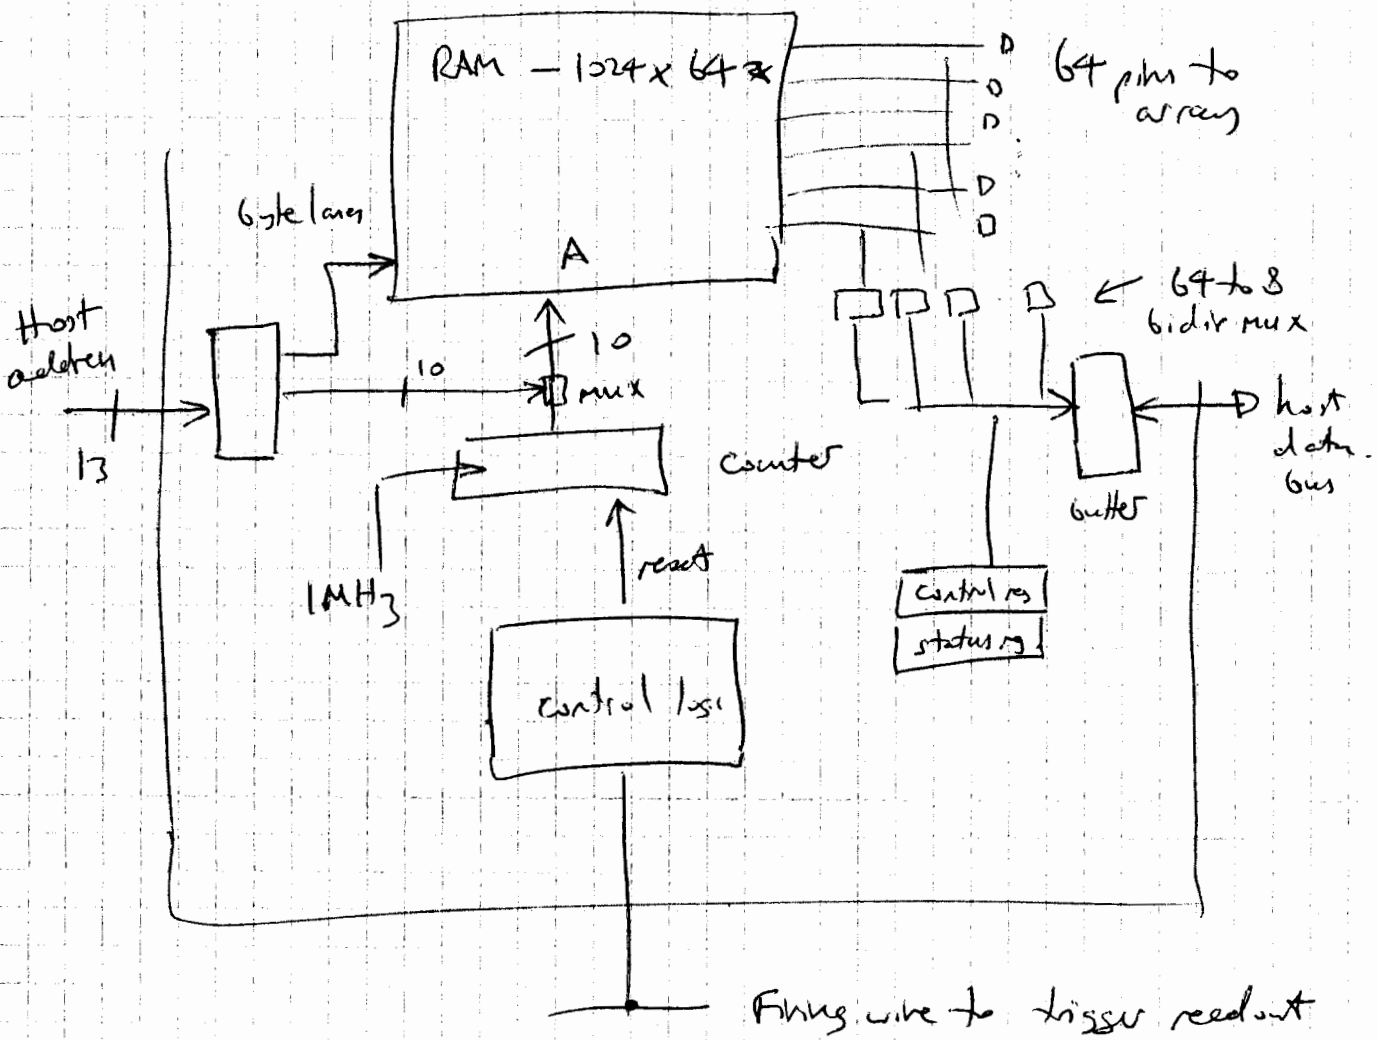 RAM - 1024 x 64
64 pins to
array
byte lanes
A
Host
address
13
10
10
mux
64 to 8
bidir mux
counter
host
data
bus
buffer
1MHz
reset
control reg
status reg
control logic
Firing wire to trigger readout